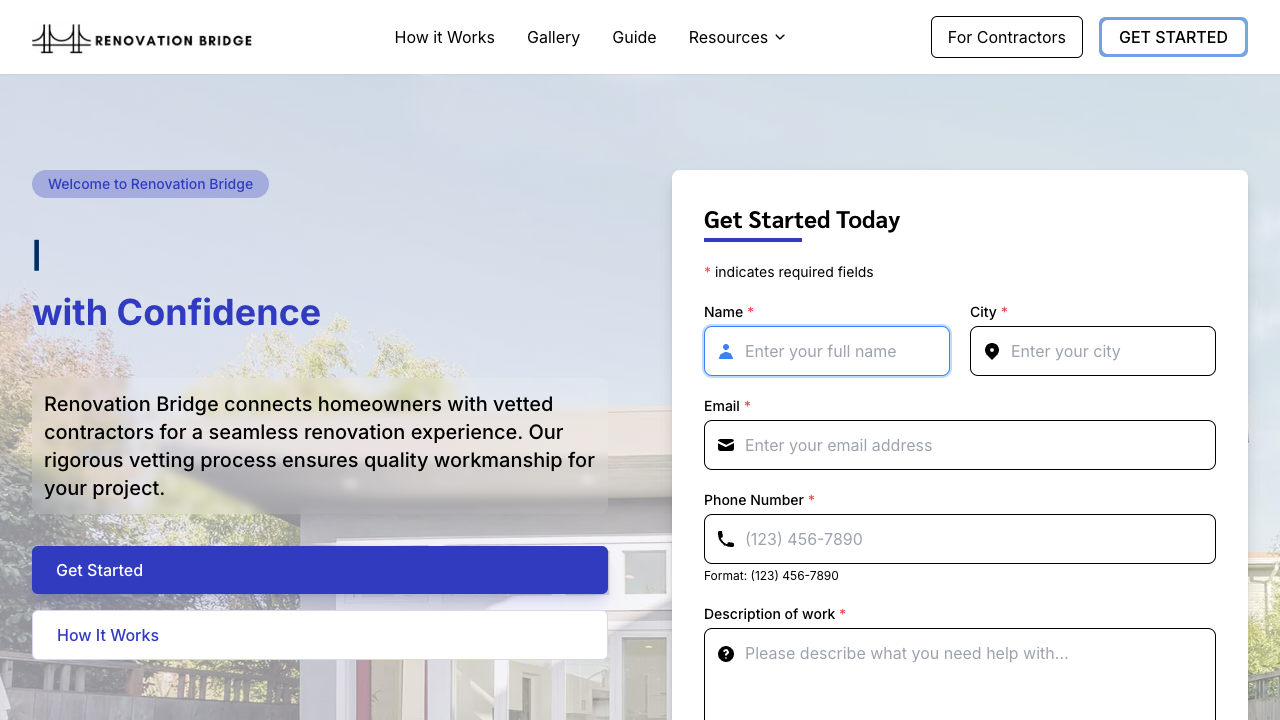 RENOVATION BRIDGE
How it Works
Gallery
Guide
Resources
For Contractors
GET STARTED
Welcome to Renovation Bridge
with Confidence
Renovation Bridge connects homeowners with vetted
contractors for a seamless renovation experience. Our
rigorous vetting process ensures quality workmanship for
your project.
Get Started
How It Works
Get Started Today
* indicates required fields
Name *
City *
Enter your full name
Enter your city
Email *
Enter your email address
Phone Number *
(123) 456-7890
Format: (123) 456-7890
Description of work *
Please describe what you need help with...